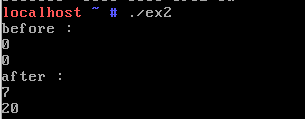 localhost ~ # ./ex2
before :
0
0
after :
7
20